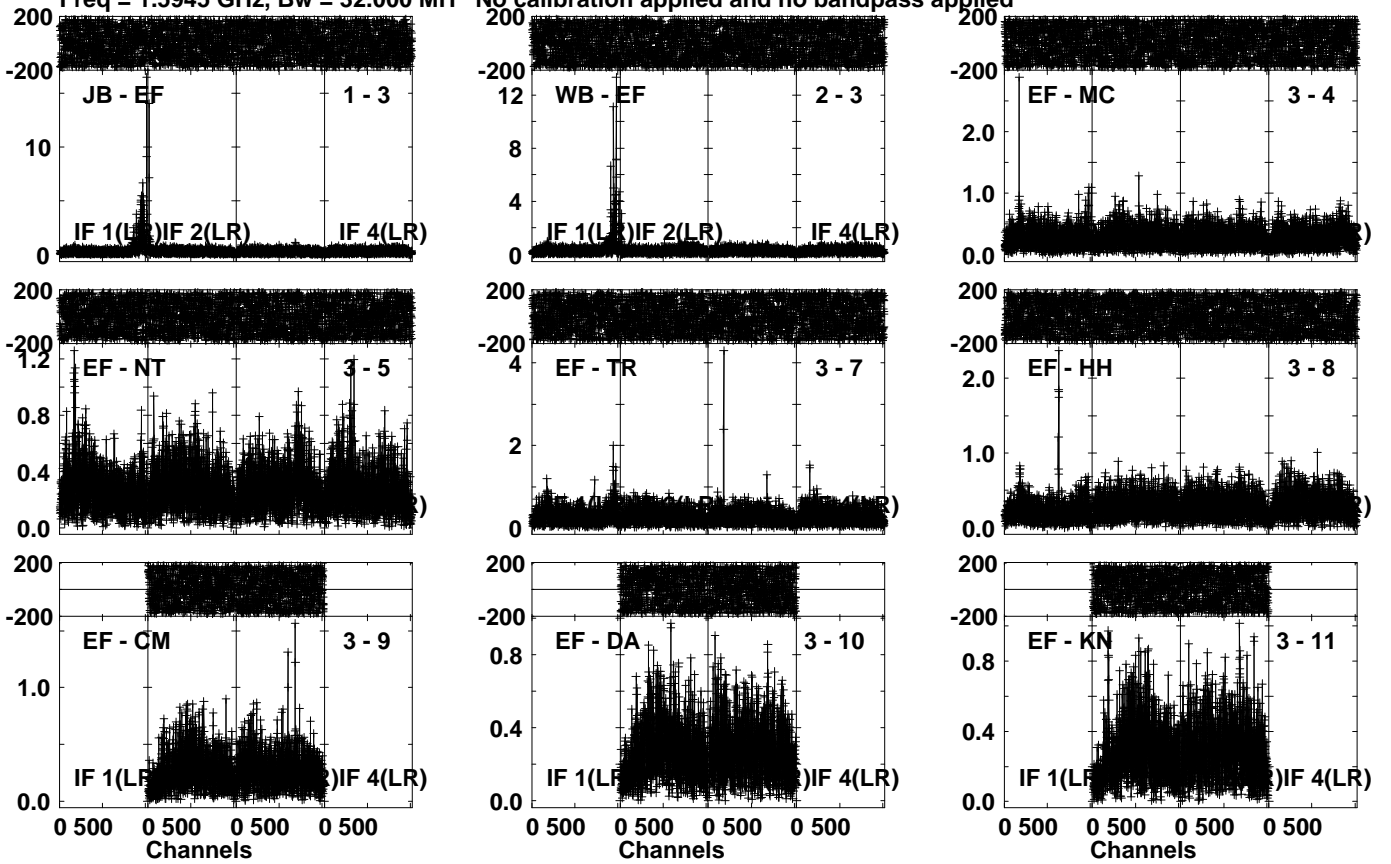 Freq = 1.5945 GHz, Bw = 32.000 MH No calibration applied and no bandpass applied
200 200 200
-200 -200 -200
JB - EF 1 - 3 WB - EF 2 - 3 EF - MC 3 - 4
12
2.0
10 8
1.0
4
IF 1(LR) IF 2(LR) IF 4(LR) IF 1(LR) IF 2(LR) IF 4(LR) )
0 0 0.0
200 200 200
-200 -200 -200
1.2 EF - NT 3 - 5 4 EF - TR 3 - 7 EF - HH 3 - 8
2.0
0.8
2
0.4 1.0
0.0 0 0.0
200 200 200
-200 -200 -200
EF - CM 3 - 9 EF - DA 3 - 10 EF - KN 3 - 11
0.8 0.8
1.0
0.4 0.4
IF 1(LR )IF 4(LR) IF 1(LR )IF 4(LR) IF 1(LR )IF 4(LR)
0.0 0.0 0.0
0 500 0 500 0 500 0 500 0 500 0 500 0 500 0 500 0 500 0 500 0 500 0 500
Channels Channels Channels